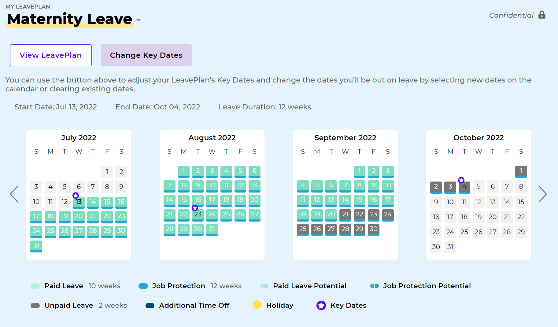 MY LEAVEPLAN
Maternity Leave
Confidential
View LeavePlan Change Key Dates
You can use the button above to adjust your LeavePlan's Key Dates and change the dates you'll be out on leave by selecting new dates on the
calendar or clearing existing dates.
Start Date: Jul 13, 2022 End Date: Oct 04, 2022 Leave Duration: 12 weeks
July 2022
S M T W T F S
1 2
3 4 5 6 7 8 9
10 11 12 13 14 15 16
17 18 19 20 21 22 23
24 25 26 27 28 29 30
31
August 2022
S M T W T F S
1 2 3 4 5 6
7 8 9 10 11 12 13
14 15 16 17 18 19 20
21 22 23 24 25 26 27
28 29 30 31
September 2022
S M T W T F S
1 2 3
4 5 6 7 8 9 10
11 12 13 14 15 16 17
18 19 20 21 22 23 24
25 26 27 28 29 30
October 2022
S M T W T F S
1
2 3 4 5 6 7 8
9 10 11 12 13 14 15
16 17 18 19 20 21 22
23 24 25 26 27 28 29
30 31
Paid Leave 10 weeks Job Protection 12 weeks Paid Leave Potential Job Protection Potential
Unpaid Leave 2 weeks Additional Time Off Holiday Key Dates